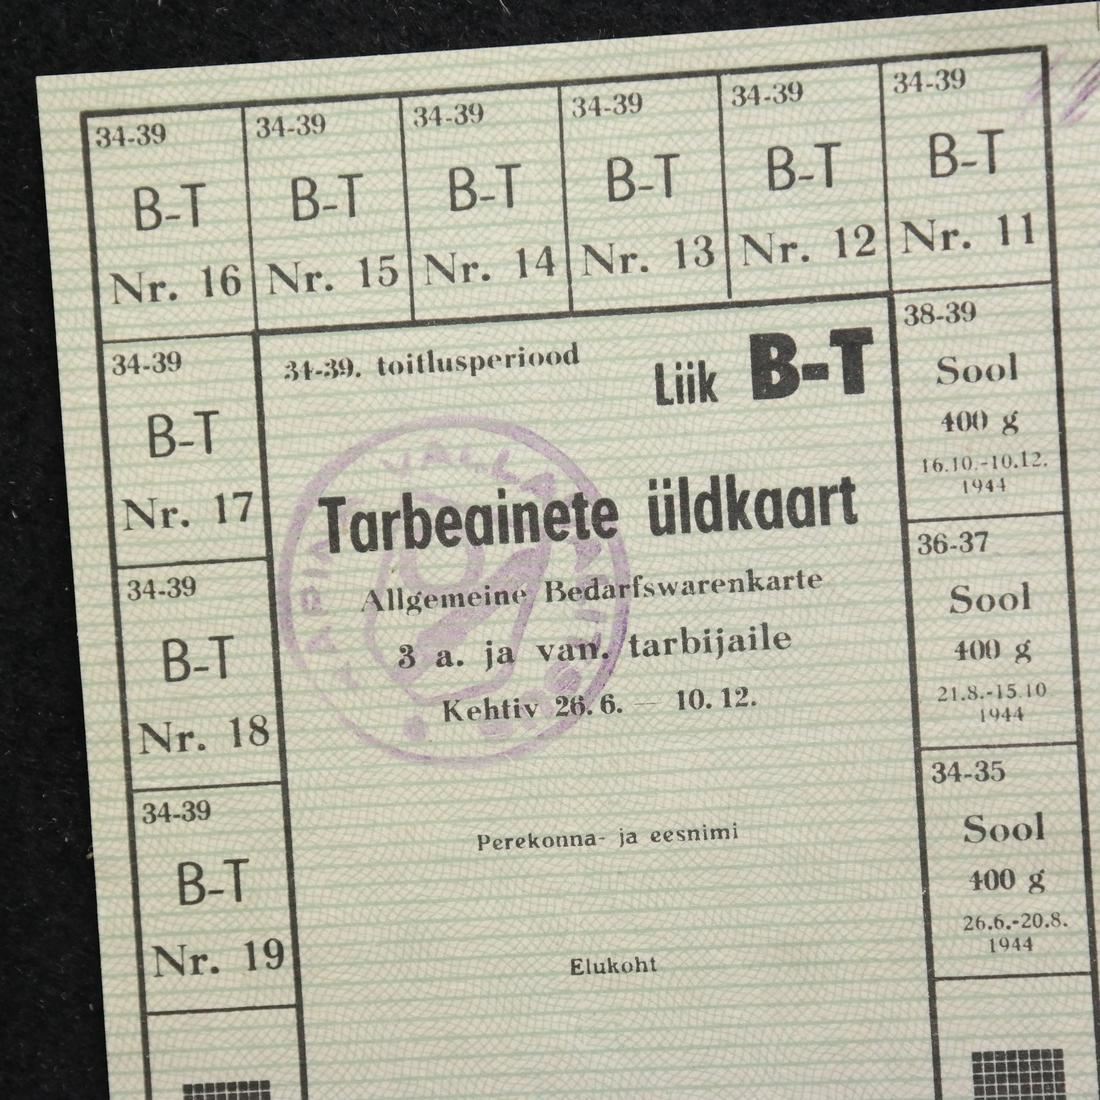 34-39 34-39 34-39 34-39 34-39 34-39
B-T B-T B-T B-T B-T B-T
Nr. 16 Nr. 15 Nr. 14 Nr. 13 Nr. 12 Nr. 11
34-39
B-T
Nr. 17
34-39
B-T
Nr. 18
34-39
B-T
Nr. 19
34-39. toitlusperiood
Liik B-T
Tarbeainete üldkaart
Allgemeine Bedarfswarenkarte
3 a. ja van. tarbijaile
Kehtiv 26. 6. — 10. 12.
Perekonna- ja eesnimi
Elukoht
VALLA
38-39
Sool
400 g
16.10.-10.12.
1944
36-37
Sool
400 g
21.8.-15.10
1944
34-35
Sool
400 g
26.6.-20.8.
1944